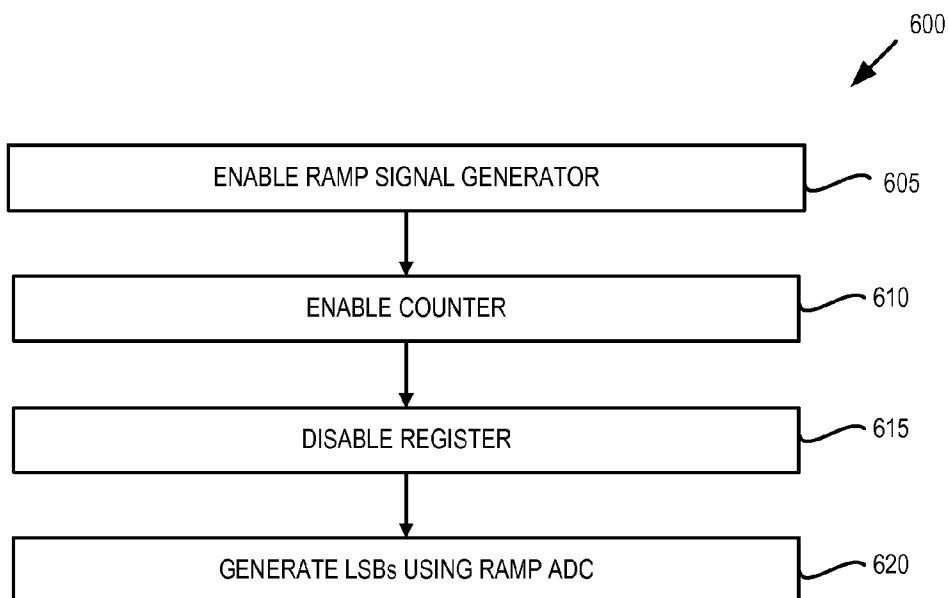 600
ENABLE RAMP SIGNAL GENERATOR
605
ENABLE COUNTER
610
DISABLE REGISTER
615
GENERATE LSBs USING RAMP ADC
620